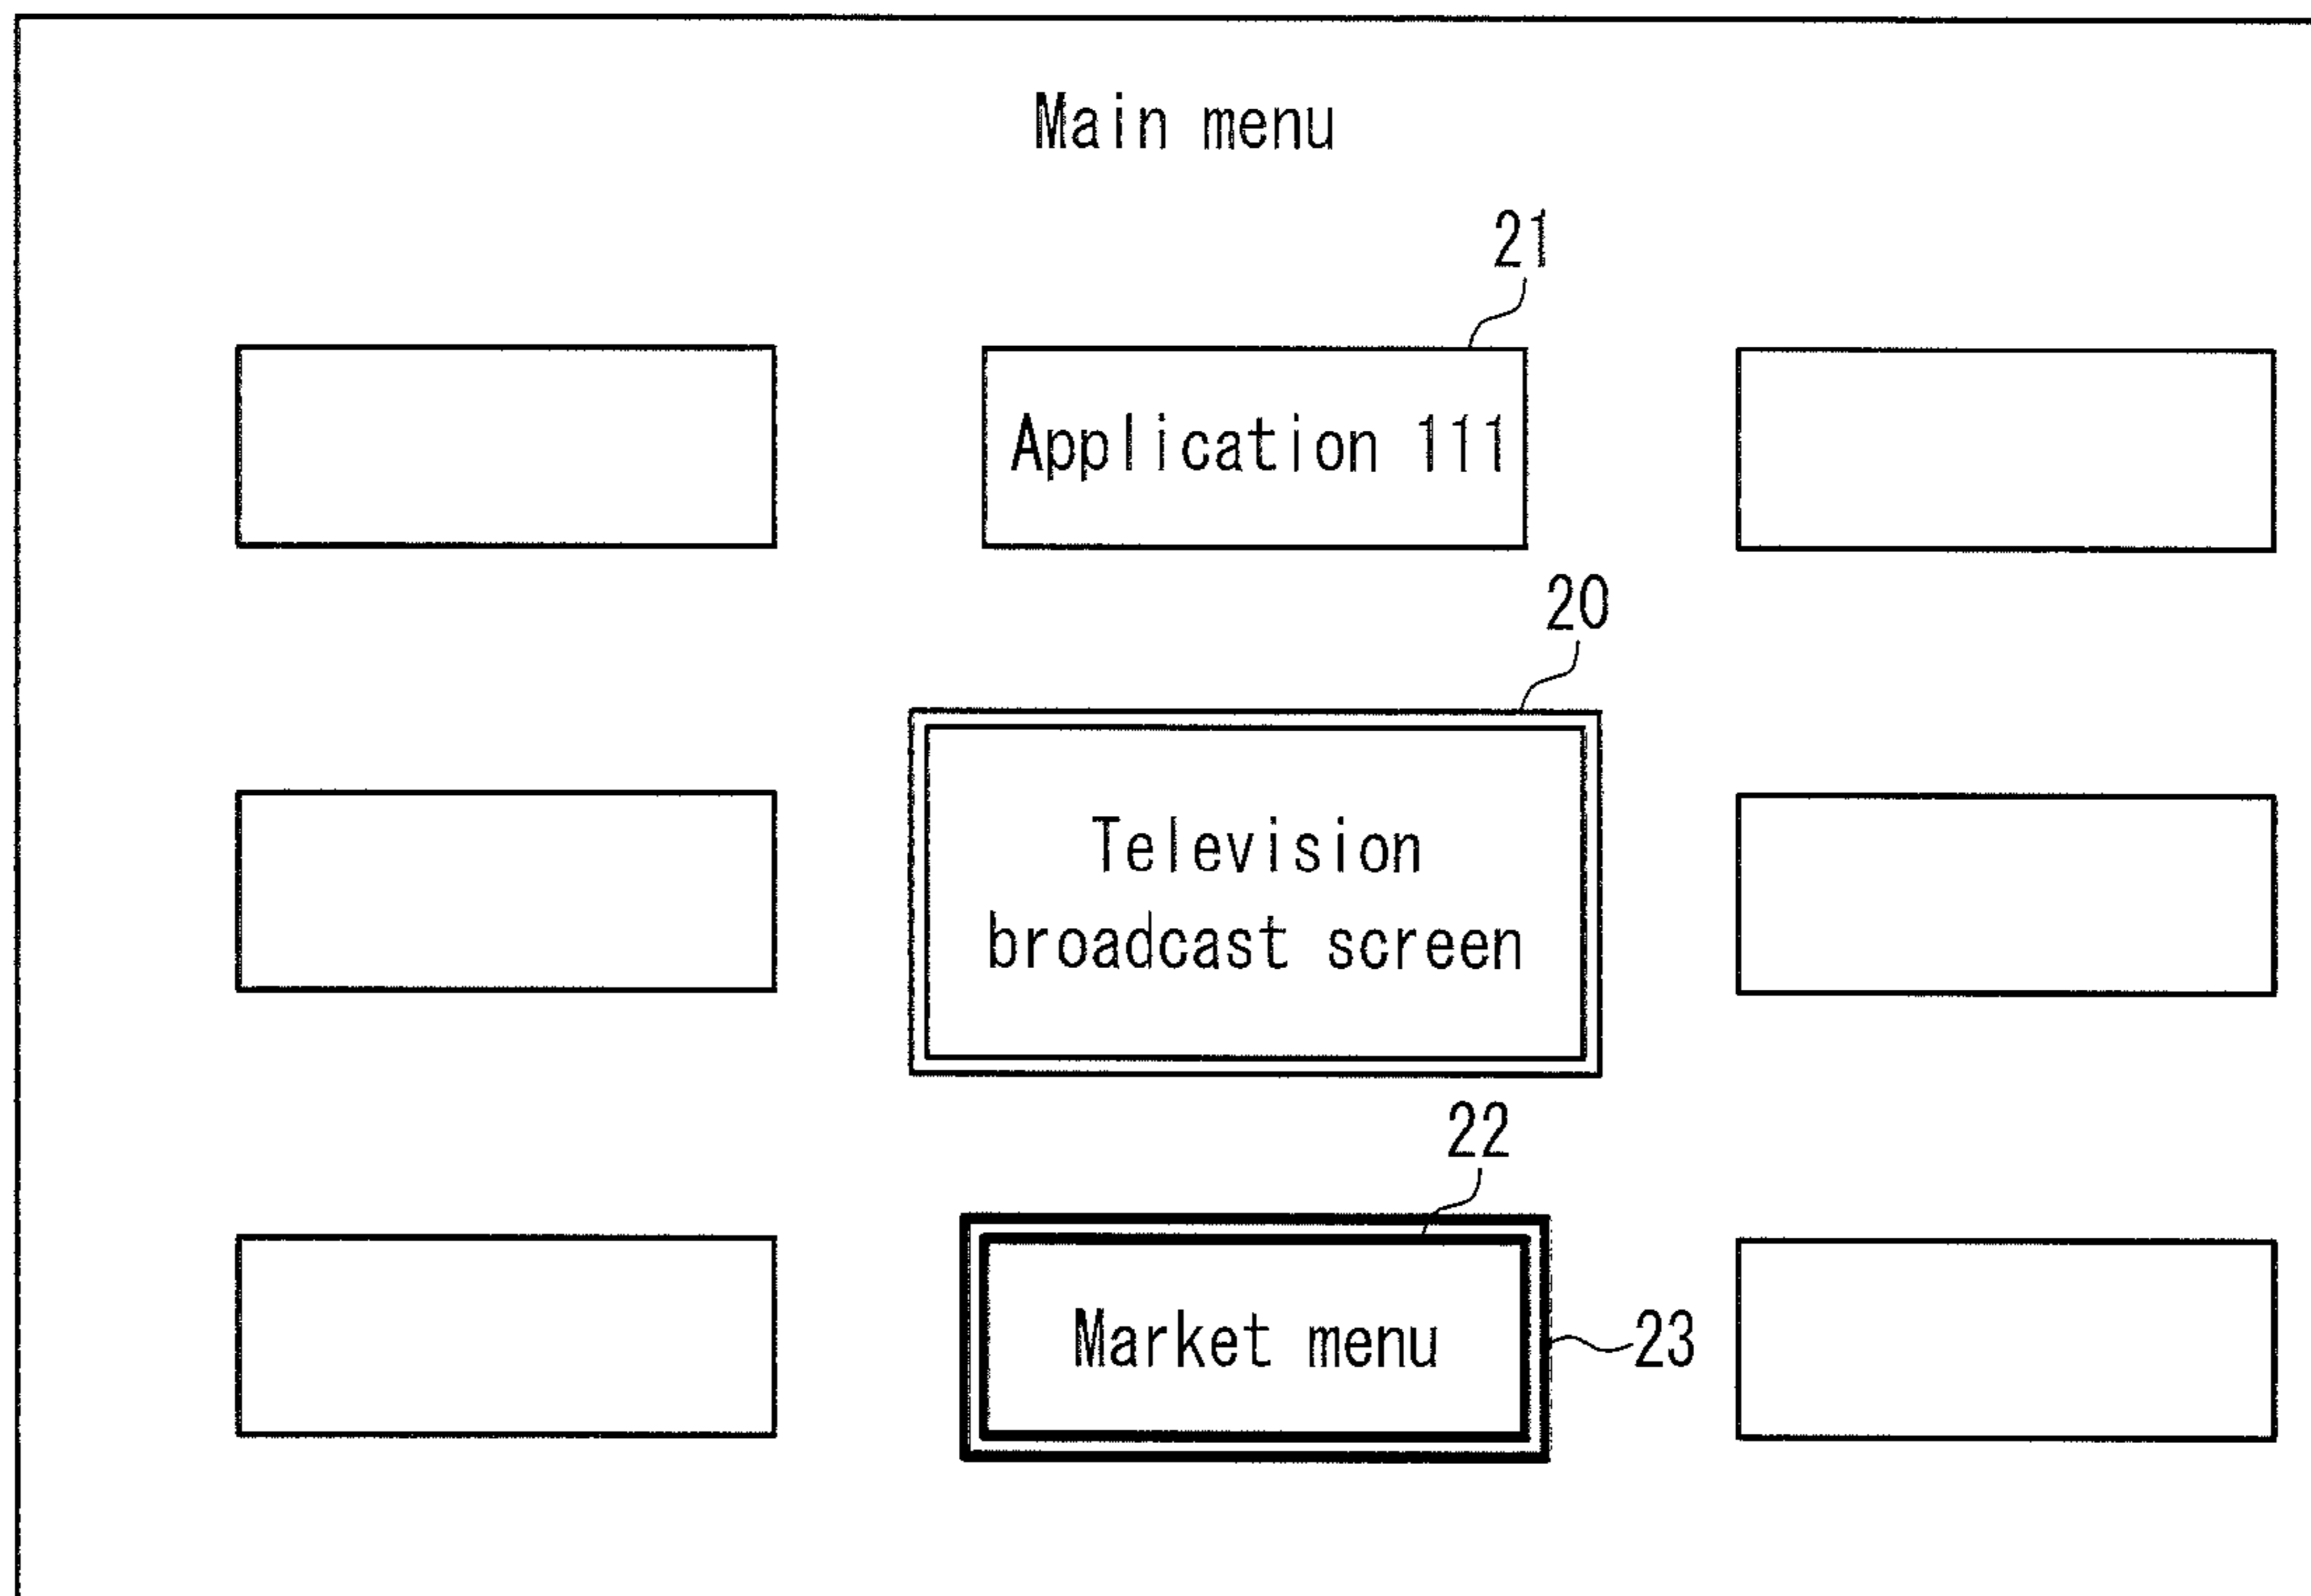 Main menu
21
Application 111
20
Television
broadcast screen
22
Market menu
23